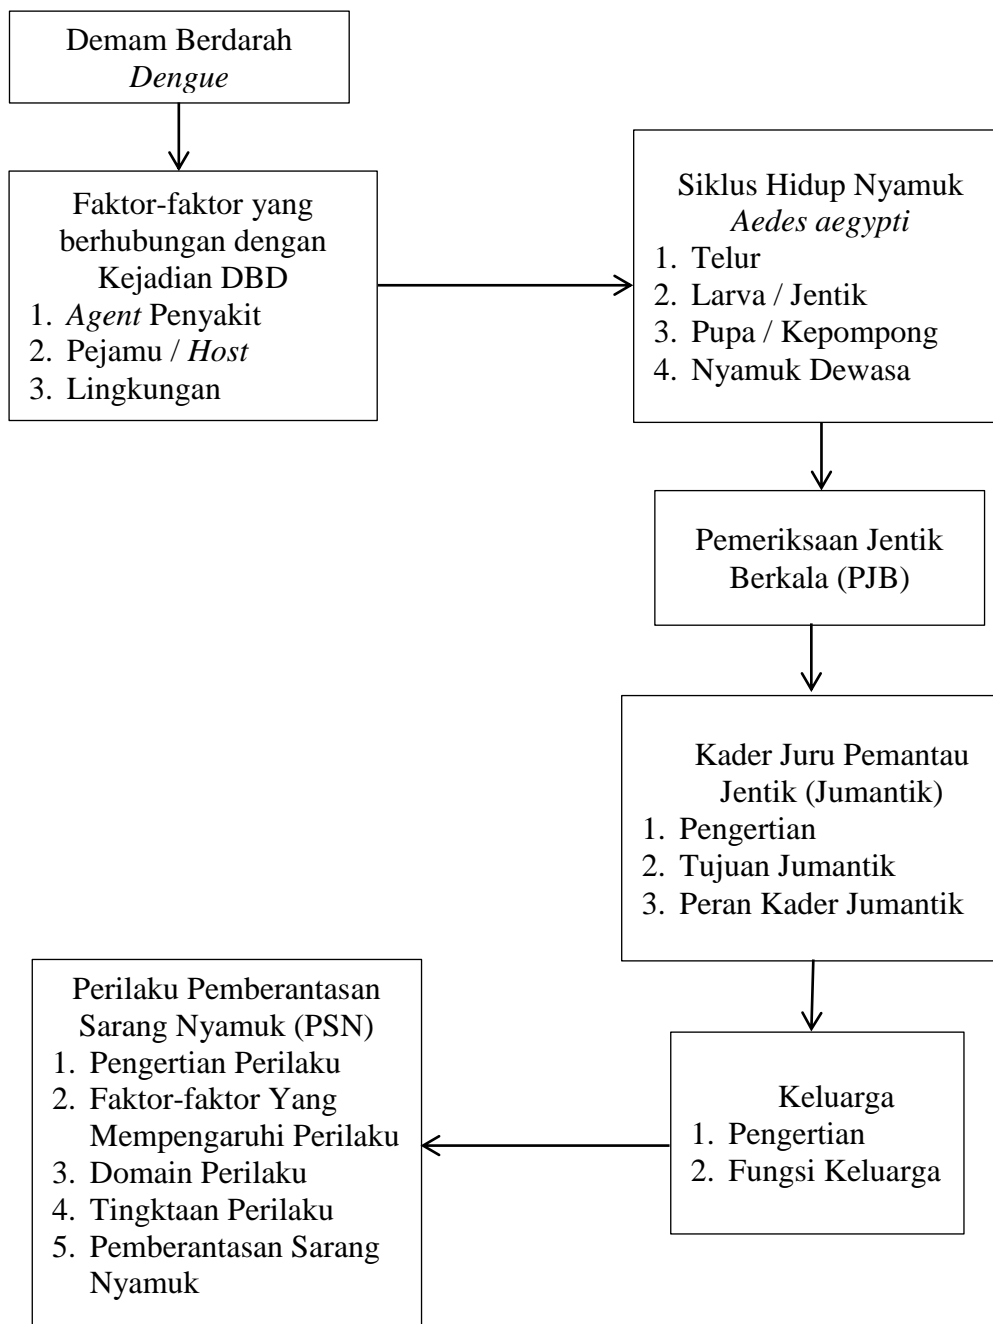 Demam Berdarah
Dengue
Faktor-faktor yang
berhubungan dengan
Kejadian DBD
1. Agent Penyakit
2. Pejamu / Host
3. Lingkungan
Siklus Hidup Nyamuk
Aedes aegypti
1. Telur
2. Larva / Jentik
3. Pupa / Kepompong
4. Nyamuk Dewasa
Pemeriksaan Jentik
Berkala (PJB)
Kader Juru Pemantau
Jentik (Jumantik)
1. Pengertian
2. Tujuan Jumantik
3. Peran Kader Jumantik
Keluarga
1. Pengertian
2. Fungsi Keluarga
Perilaku Pemberantasan
Sarang Nyamuk (PSN)
1. Pengertian Perilaku
2. Faktor-faktor Yang
Mempengaruhi Perilaku
3. Domain Perilaku
4. Tingktaan Perilaku
5. Pemberantasan Sarang
Nyamuk